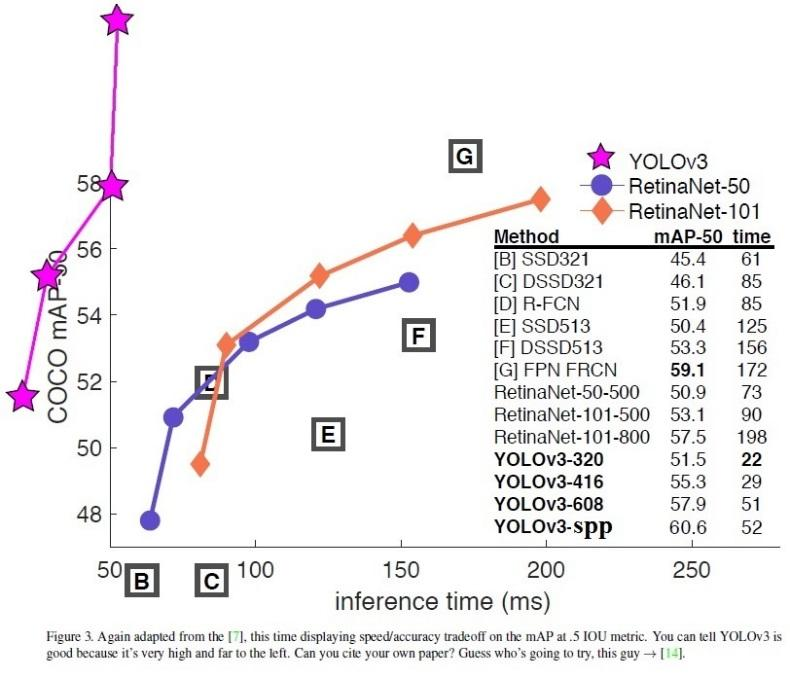 G
YOLOv3
RetinaNet-50
RetinaNet-101
58
56
54
52
50
48
COCO mAP-50
D
F
E
Method mAP-50 time
[B] SSD321 45.4 61
[C] DSSD321 46.1 85
[D] R-FCN 51.9 85
[E] SSD513 50.4 125
[F] DSSD513 53.3 156
[G] FPN FRCN 59.1 172
RetinaNet-50-500 50.9 73
RetinaNet-101-500 53.1 90
RetinaNet-101-800 57.5 198
YOLOv3-320 51.5 22
YOLOv3-416 55.3 29
YOLOv3-608 57.9 51
YOLOv3-spp 60.6 52
50 100 150 200 250
B C
inference time (ms)
Figure 3. Again adapted from the [7], this time displaying speed/accuracy tradeoff on the mAP at .5 IOU metric. You can tell YOLOv3 is
good because it's very high and far to the left. Can you cite your own paper? Guess who's going to try, this guy → [14].